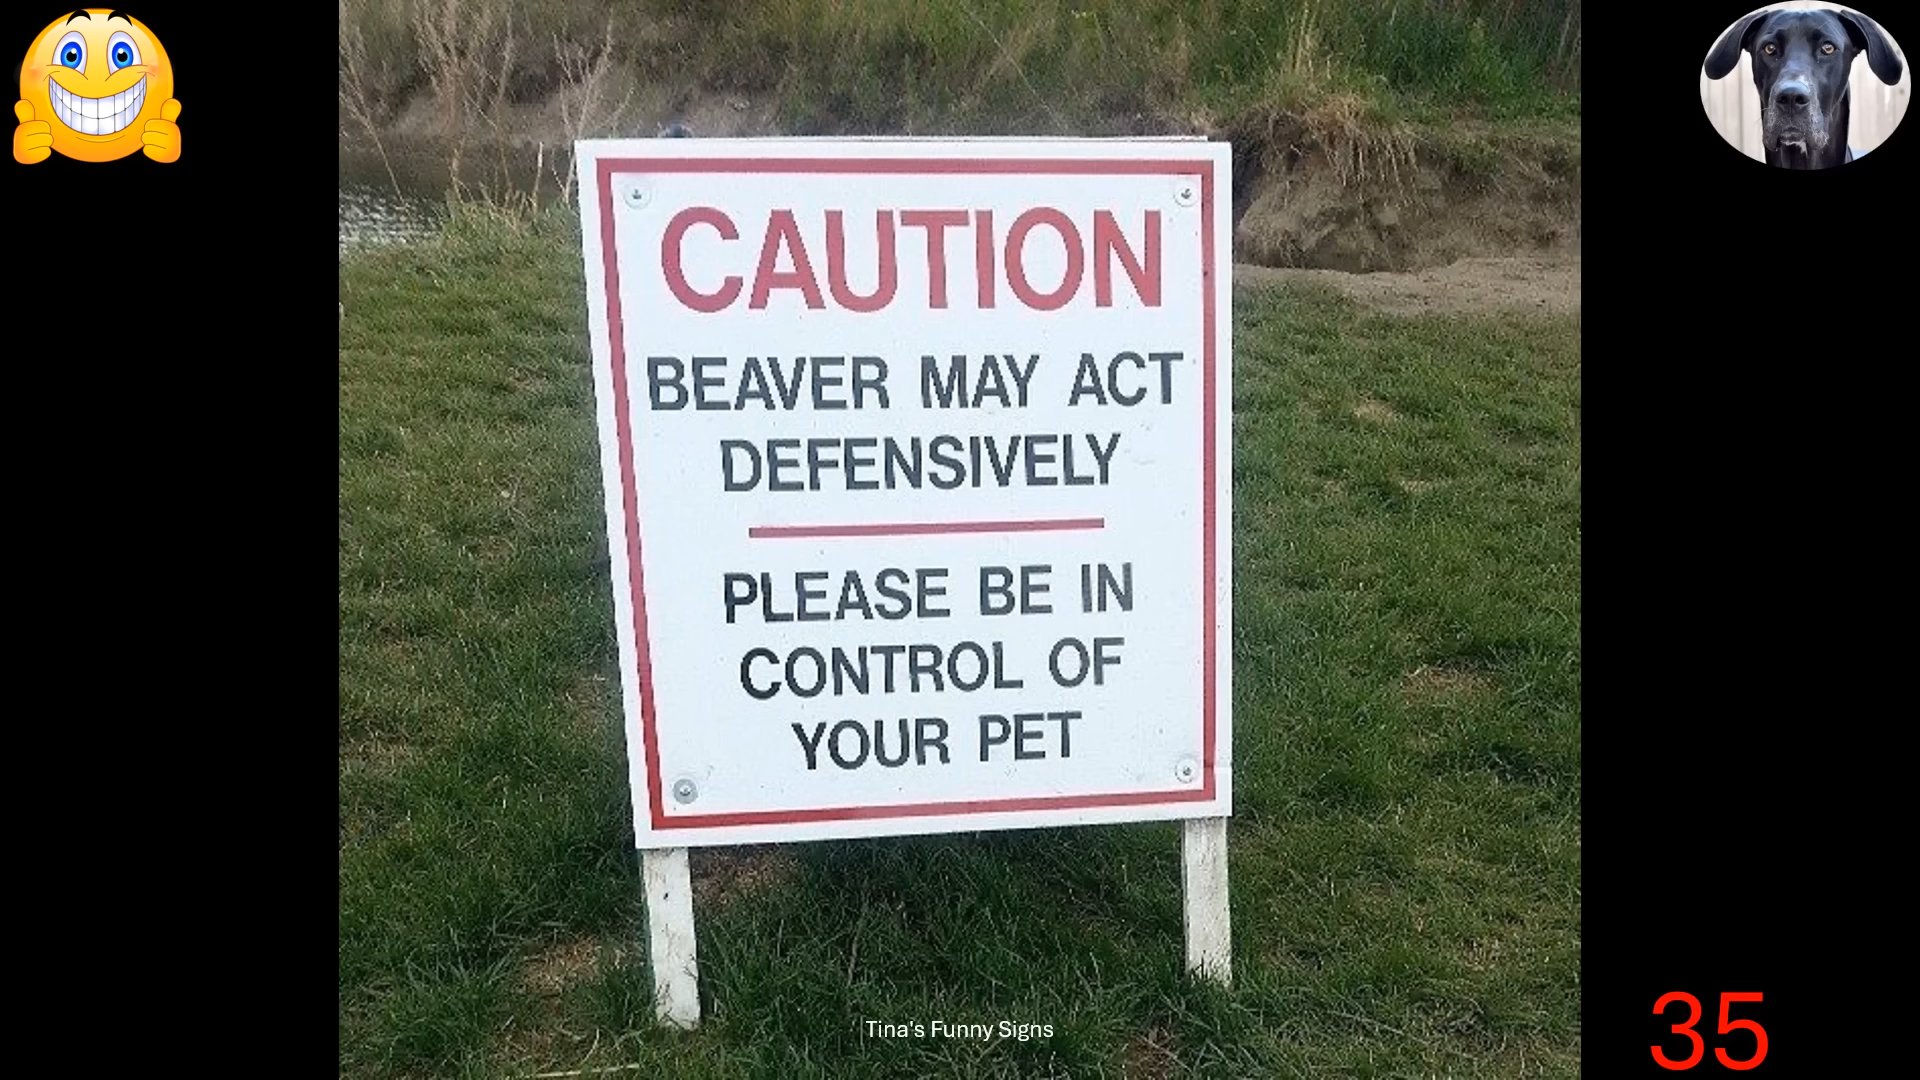 CAUTION
BEAVER MAY ACT
DEFENSIVELY
PLEASE BE IN
CONTROL OF
YOUR PET
Tina's Funny Signs
35